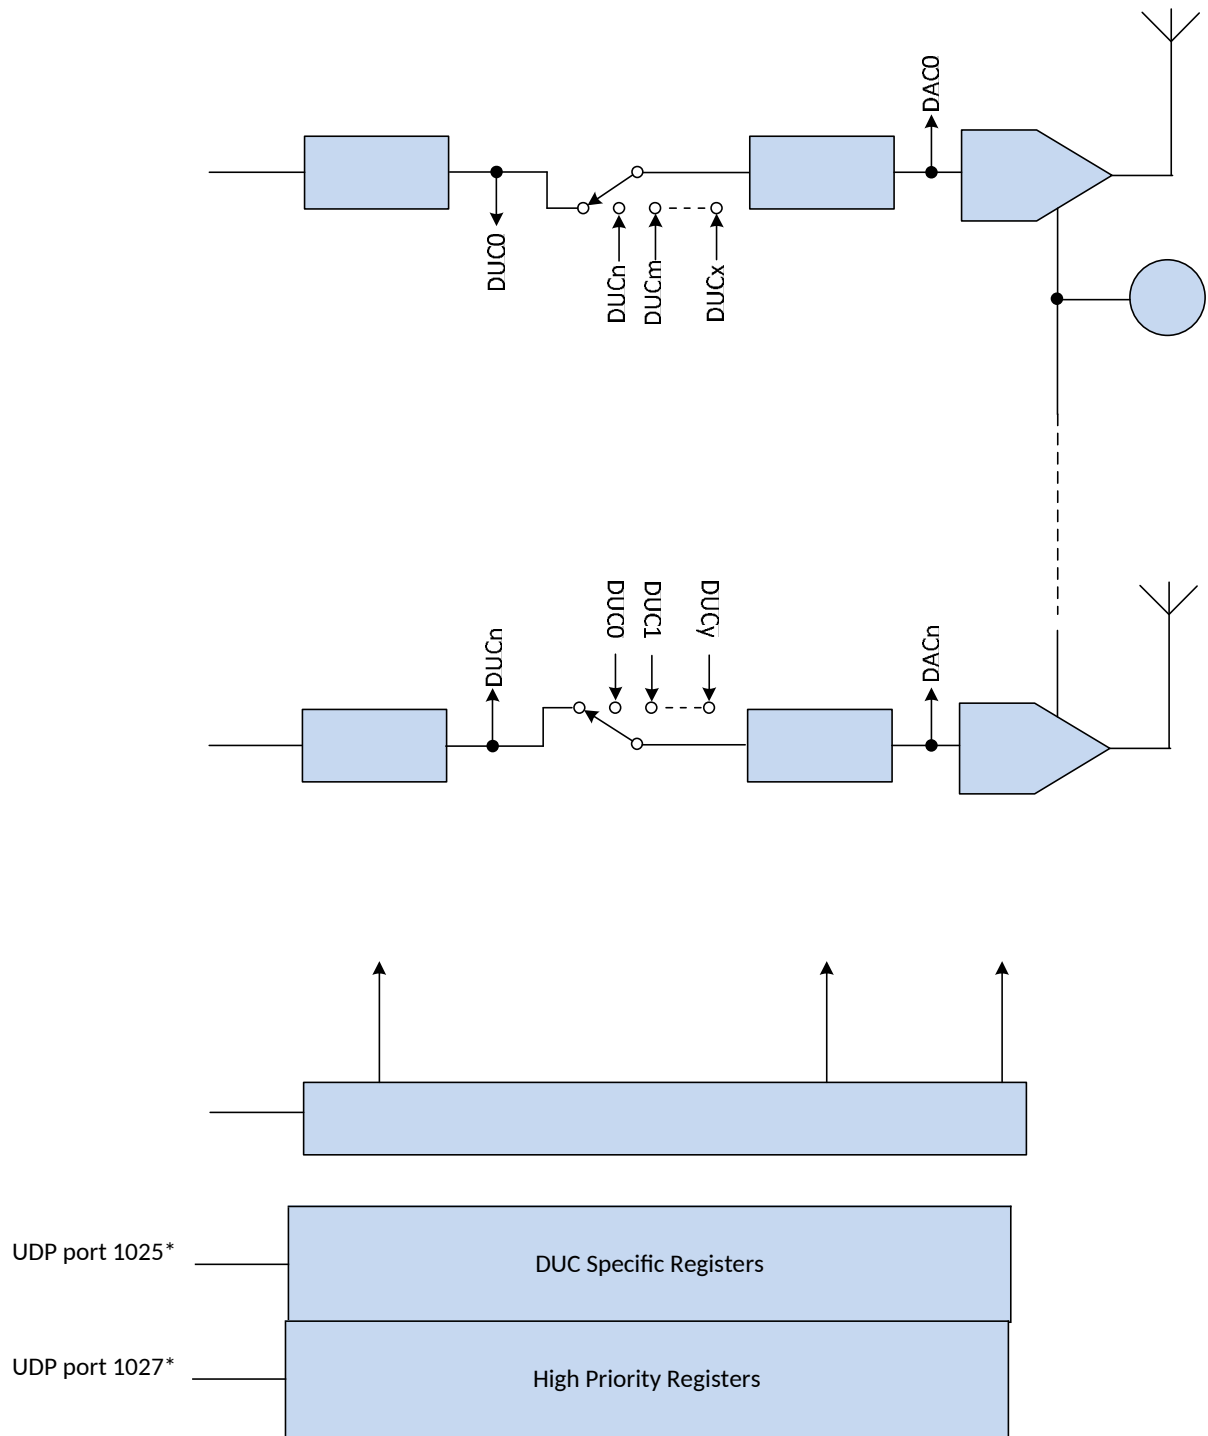 DAC0
DUC0
DUCn
DUCm
DUCx
DUC0
DUC1
DUCy
DUCn
DACn
UDP port 1025*
DUC Specific Registers
UDP port 1027*
High Priority Registers